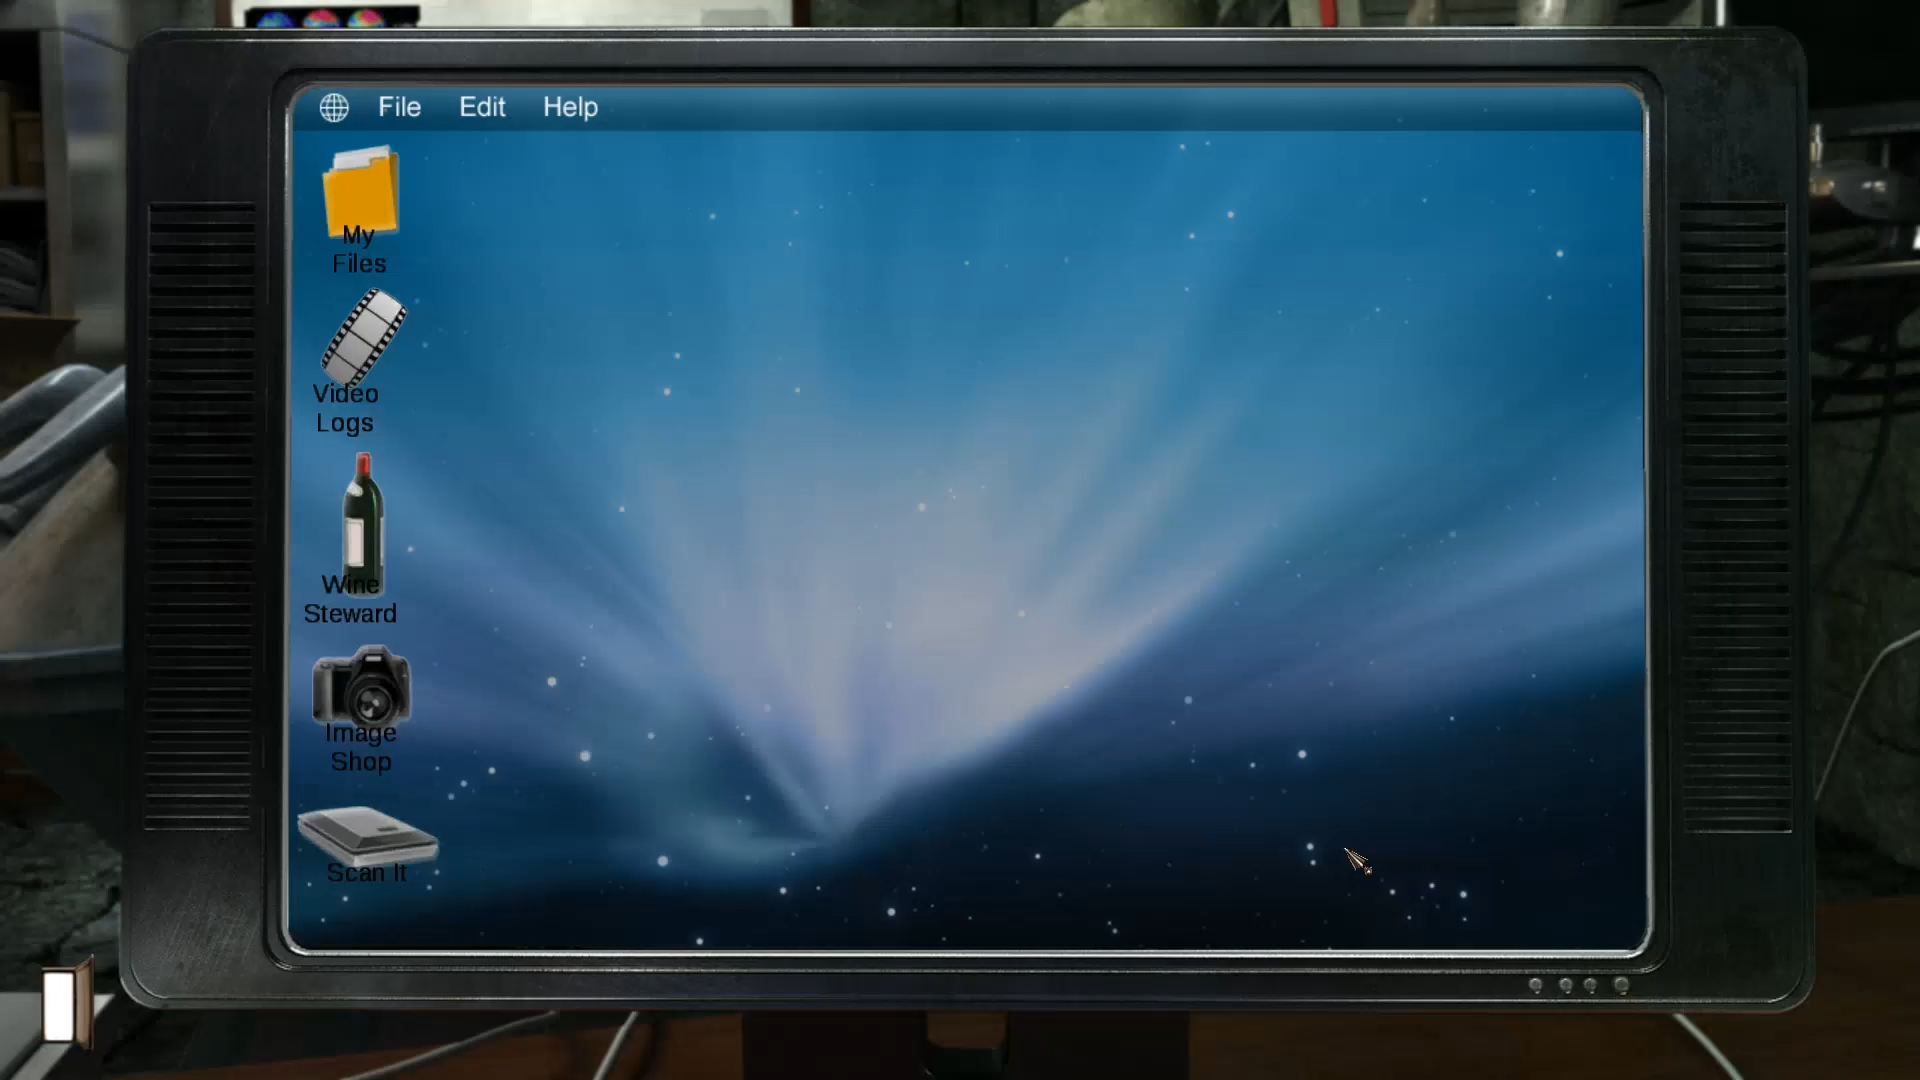 File Edit Help
My
Files
Video
Logs
Wine
Steward
Image
Shop
Scan It